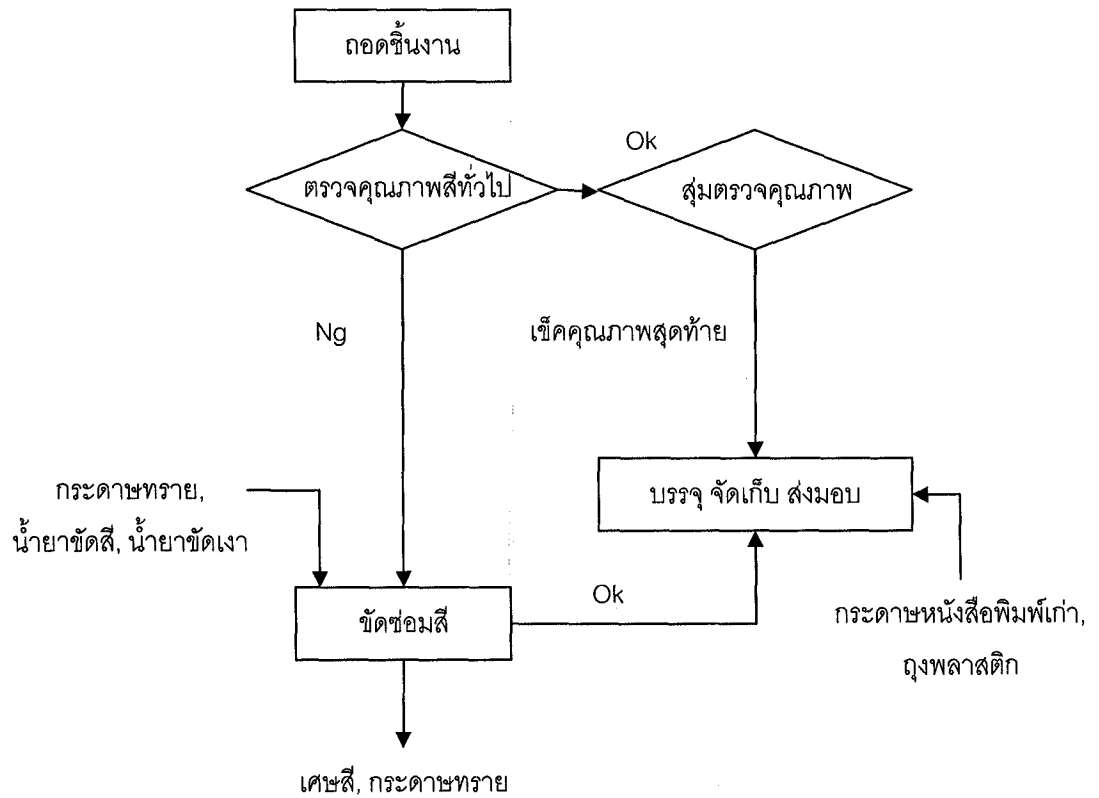 ถอดชิ้นงาน
Ok
ตรวจคุณภาพสีทั่วไป
สุ่มตรวจคุณภาพ
Ng
เช็คคุณภาพสุดท้าย
กระดาษทราย,
น้ำยาขัดสี, น้ำยาขัดเงา
บรรจุ จัดเก็บ ส่งมอบ
Ok
ขัดซ่อมสี
กระดาษหนังสือพิมพ์เก่า,
ถุงพลาสติก
เศษสี, กระดาษทราย